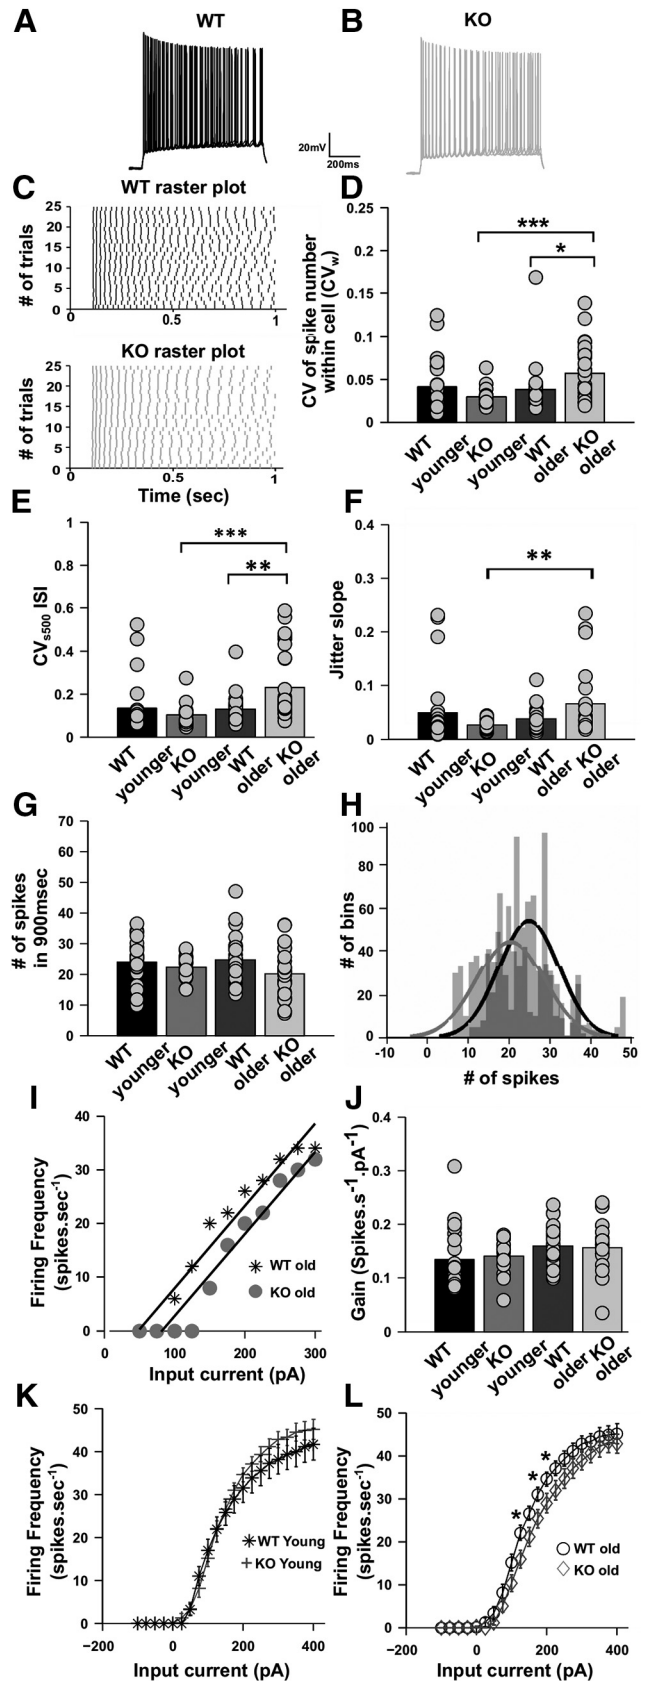 A
WT
B
KO
20mV
200ms
C
WT raster plot
# of trials
25
20
15
10
5
0
0
0.5
1
KO raster plot
# of trials
25
20
15
10
5
0
0
0.5
1
Time (sec)
D
CV of spike number
within cell (CVw)
0.25
0.2
0.15
0.1
0.05
0
***
*
WT younger
KO younger
WT older
KO older
E
CVs500 ISI
1
0.8
0.6
0.4
0.2
0
***
**
WT younger
KO younger
WT older
KO older
F
Jitter slope
0.4
0.3
0.2
0.1
0
**
WT younger
KO younger
WT older
KO older
G
# of spikes
in 900msec
70
60
50
40
30
20
10
0
WT younger
KO younger
WT older
KO older
H
# of bins
100
80
60
40
20
0
-10
0
10
20
30
40
50
# of spikes
I
Firing Frequency
(spikes.sec-1)
40
30
20
10
0
WT old
KO old
0
100
200
300
Input current (pA)
J
Gain (Spikes.s-1.pA-1)
0.4
0.3
0.2
0.1
0
WT younger
KO younger
WT older
KO older
K
Firing Frequency
(spikes.sec-1)
50
40
30
20
10
0
WT Young
KO Young
−200
0
200
400
Input current (pA)
L
Firing Frequency
(spikes.sec-1)
50
40
30
20
10
0
*
*
*
WT old
KO old
−200
0
200
400
Input current (pA)